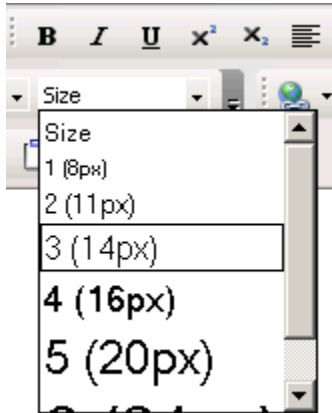 B I U x² x₂
Size
Size
1 (8px)
2 (11px)
3 (14px)
4 (16px)
5 (20px)